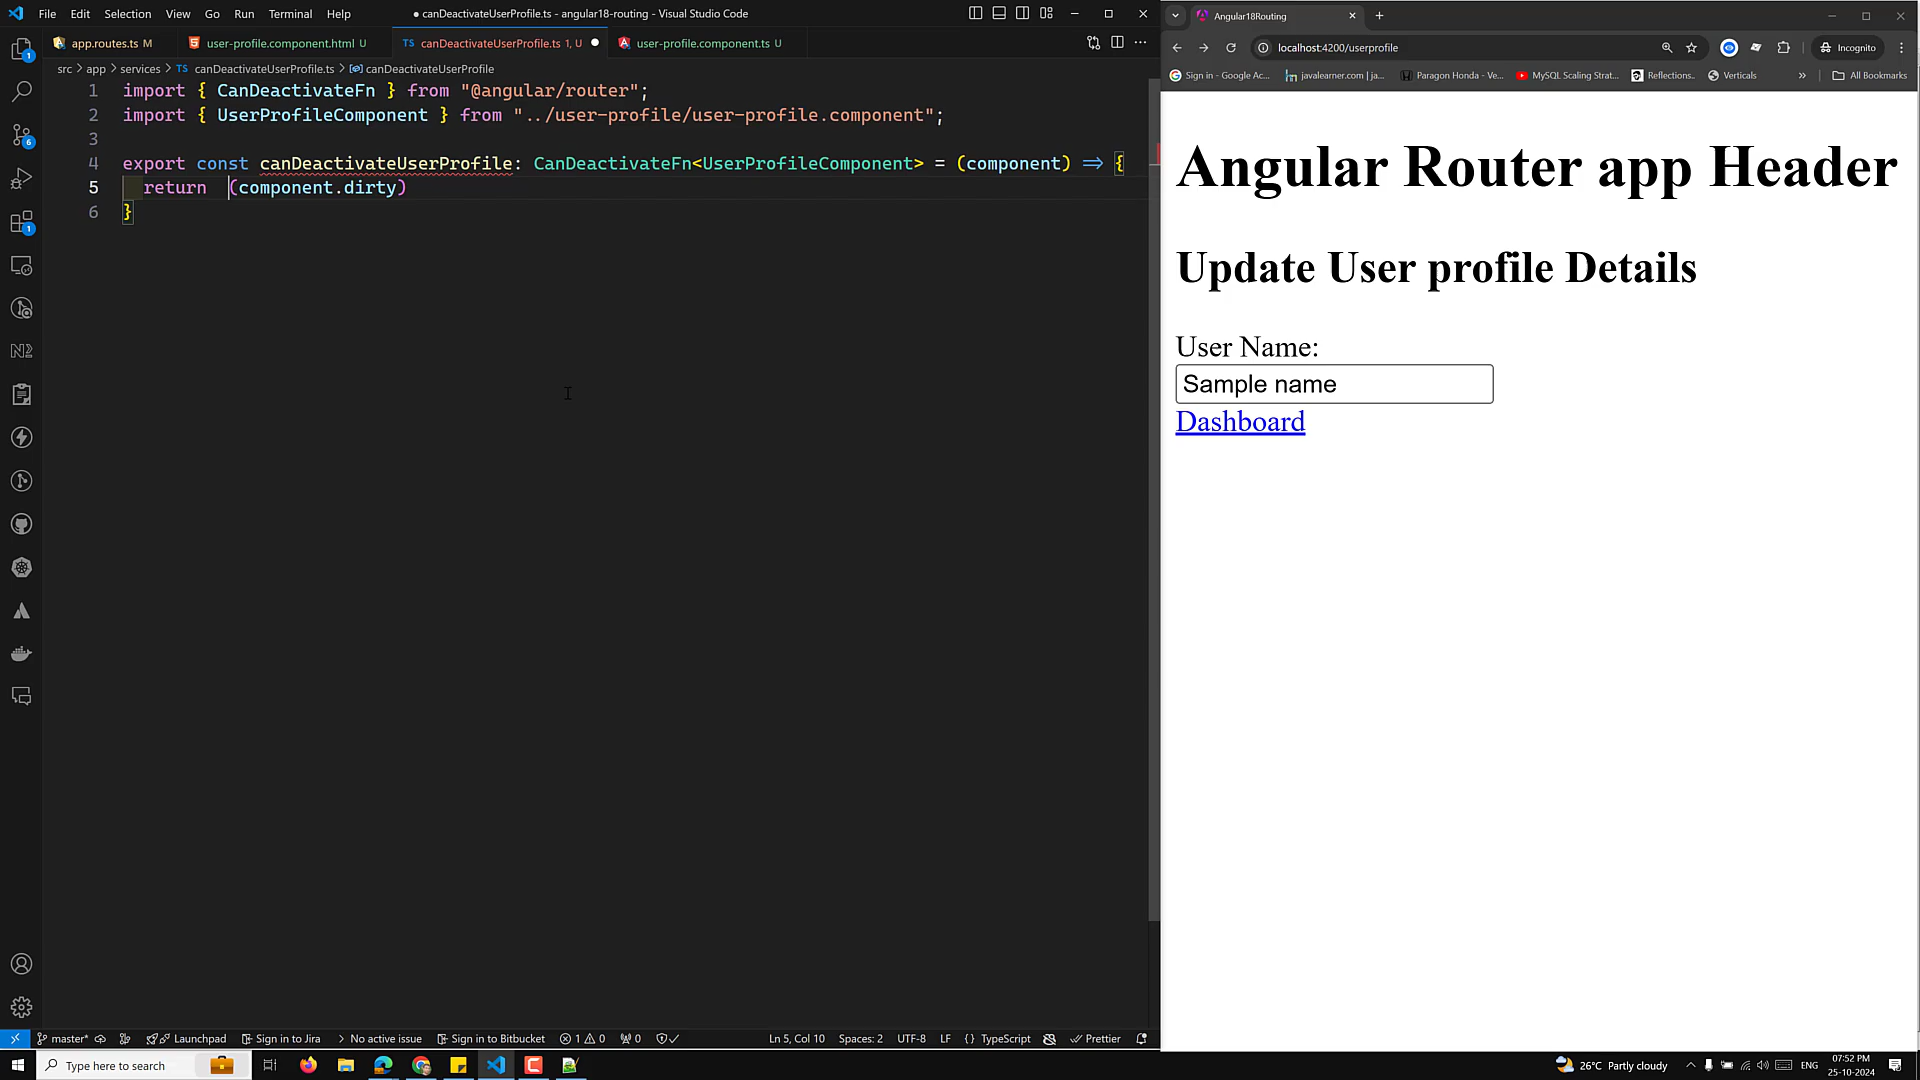 File Edit Selection View Go Run Terminal Help
● canDeactivateUserProfile.ts - angular18-routing - Visual Studio Code
app.routes.ts M
user-profile.component.html U
TS canDeactivateUserProfile.ts 1, U
user-profile.component.ts U
src > app > services > TS canDeactivateUserProfile.ts > canDeactivateUserProfile
1 import { CanDeactivateFn } from "@angular/router";
2 import { UserProfileComponent } from "../user-profile/user-profile.component";
3
4 export const canDeactivateUserProfile: CanDeactivateFn<UserProfileComponent> = (component) => {
5 return (component.dirty)
6 }
master* Launchpad Sign in to Jira > No active issue Sign in to Bitbucket 1 0 0
Ln 5, Col 10 Spaces: 2 UTF-8 LF {} TypeScript Prettier
Angular18Routing
localhost:4200/userprofile
Incognito
Sign in - Google Ac...
javalearner.com | ja...
Paragon Honda - Ve...
MySQL Scaling Strat...
Reflections..
Verticals
»
All Bookmarks
Angular Router app Header
Update User profile Details
User Name:
Sample name
Dashboard
Type here to search
26°C Partly cloudy
ENG
07:52 PM
25-10-2024